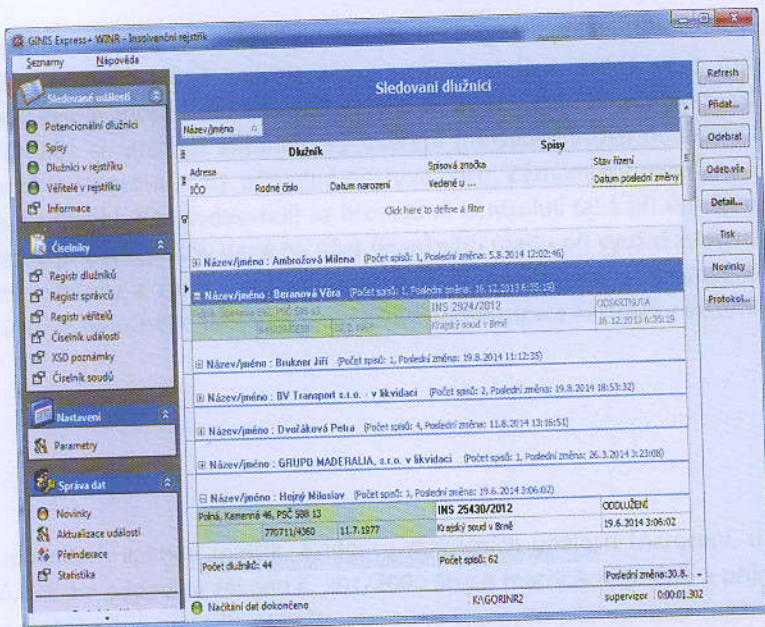 GINIS Express+ WINR - Insolvenční rejstřík
Seznamy Nápověda
Sledované události
Potencionální dlužníci
Spisy
Dlužníci v rejstříku
Věřitelé v rejstříku
Informace
Číselníky
Registr dlužníků
Registr správců
Registr věřitelů
Číselník událostí
XSD poznámky
Číselník soudů
Nastavení
Parametry
Správa dat
Novinky
Aktualizace událostí
Přeindexace
Statistika
Sledovaní dlužníci
Název/jméno
Dlužník Spisy
Adresa Spisová značka Stav řízení
IČO Rodné číslo Datum narození Vedené u ... Datum poslední změny
Click here to define a filter
Název/jméno : Ambrožová Milena (Počet spisů: 1, Poslední změna: 5.8.2014 12:02:46)
Název/jméno : Beranová Věra (Počet spisů: 1, Poslední změna: 16.12.2013 6:35:19)
PSČ 588 13 INS 2924/2012 ODŠKRTNUTA
Krajský soud v Brně 16.12.2013 6:35:19
Název/jméno : Brukner Jiří (Počet spisů: 1, Poslední změna: 19.8.2014 11:12:35)
Název/jméno : BV Transport s.r.o. - v likvidaci (Počet spisů: 2, Poslední změna: 19.8.2014 18:53:32)
Název/jméno : Dvořáková Petra (Počet spisů: 4, Poslední změna: 11.8.2014 13:16:51)
Název/jméno : GRUPO MADERALIA, s.r.o. v likvidaci (Počet spisů: 1, Poslední změna: 26.3.2014 3:23:08)
Název/jméno : Hejný Miloslav (Počet spisů: 1, Poslední změna: 19.6.2014 3:06:02)
Polná, Kamenná 46, PSČ 588 13 INS 25430/2012 ODDLUŽENÍ
770711/4360 11.7.1977 Krajský soud v Brně 19.6.2014 3:06:02
Počet dlužníků: 44 Počet spisů: 62
Poslední změna:30.8.
Načítání dat dokončeno K:\GORINR2 supervizor 0:00:01.302
Refresh
Přidat...
Odebrat
Odeb.vše
Detail...
Tisk
Novinky
Protokol...